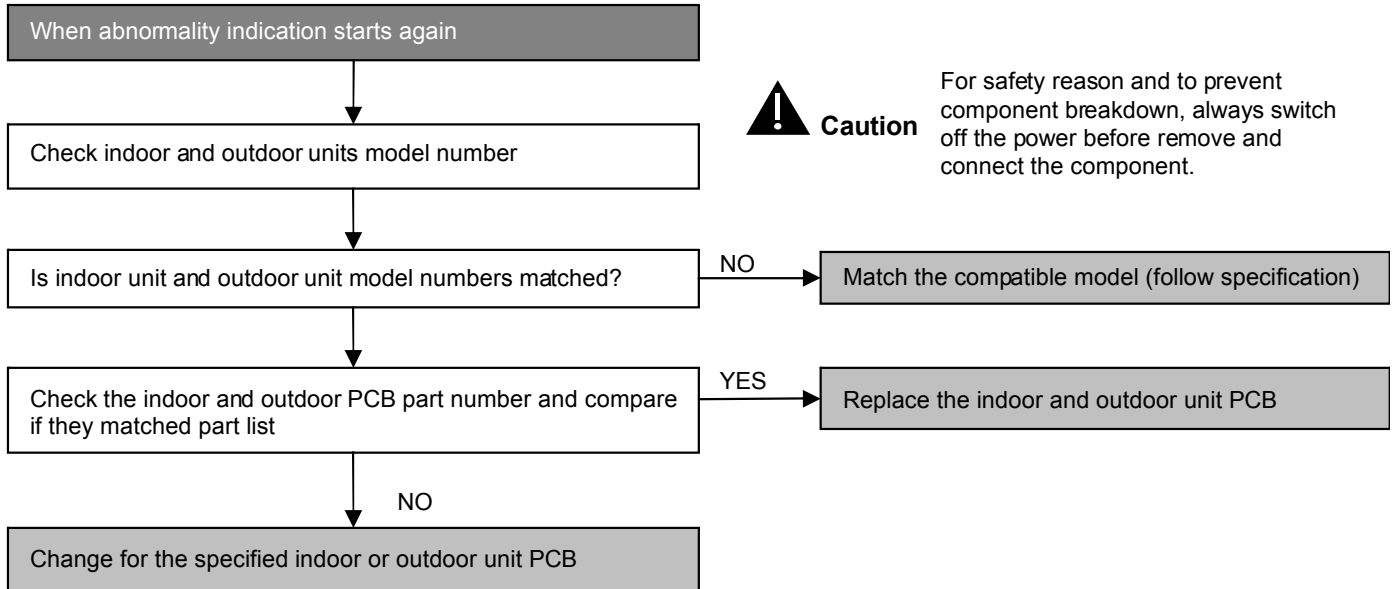 When abnormality indication starts again
For safety reason and to prevent
component breakdown, always switch
off the power before remove and
connect the component.
Caution
Check indoor and outdoor units model number
Is indoor unit and outdoor unit model numbers matched?
NO
Match the compatible model (follow specification)
Check the indoor and outdoor PCB part number and compare
if they matched part list
YES
Replace the indoor and outdoor unit PCB
NO
Change for the specified indoor or outdoor unit PCB